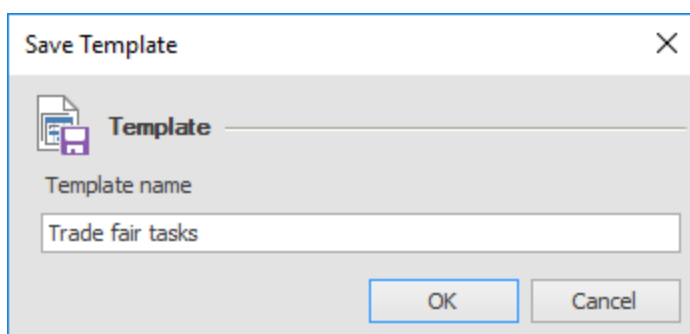 Save Template
Template
Template name
Trade fair tasks
OK Cancel